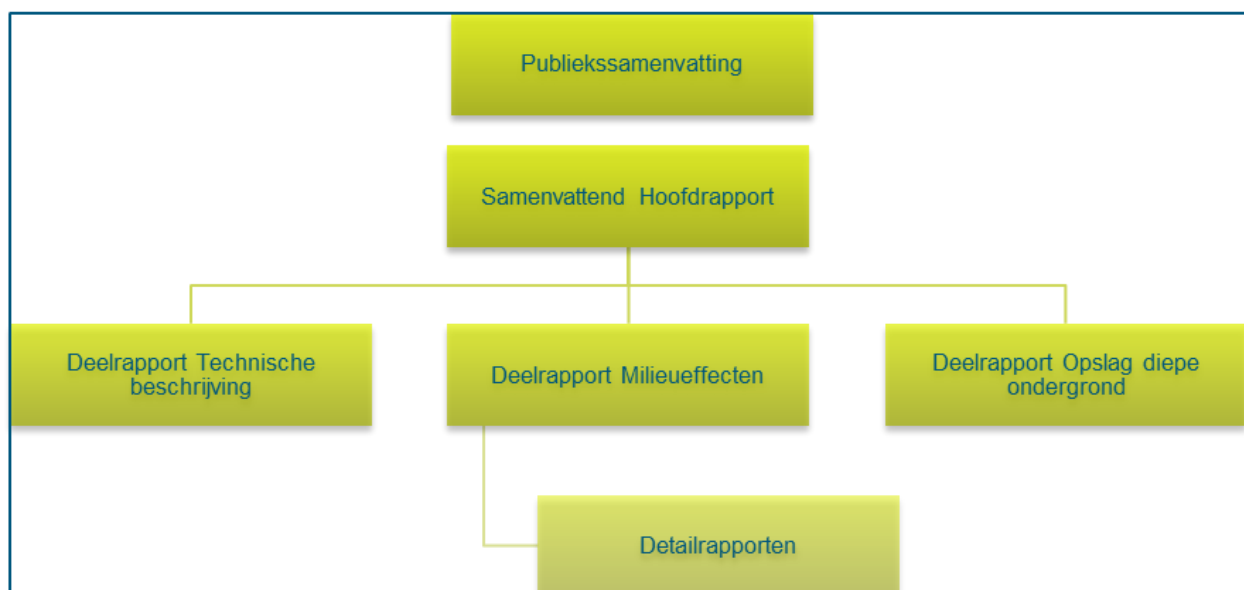 Publiekssamenvatting
Samenvattend Hoofdrapport
Deelrapport Technische
beschrijving
Deelrapport Milieueffecten
Deelrapport Opslag diepe
ondergrond
Detailrapporten